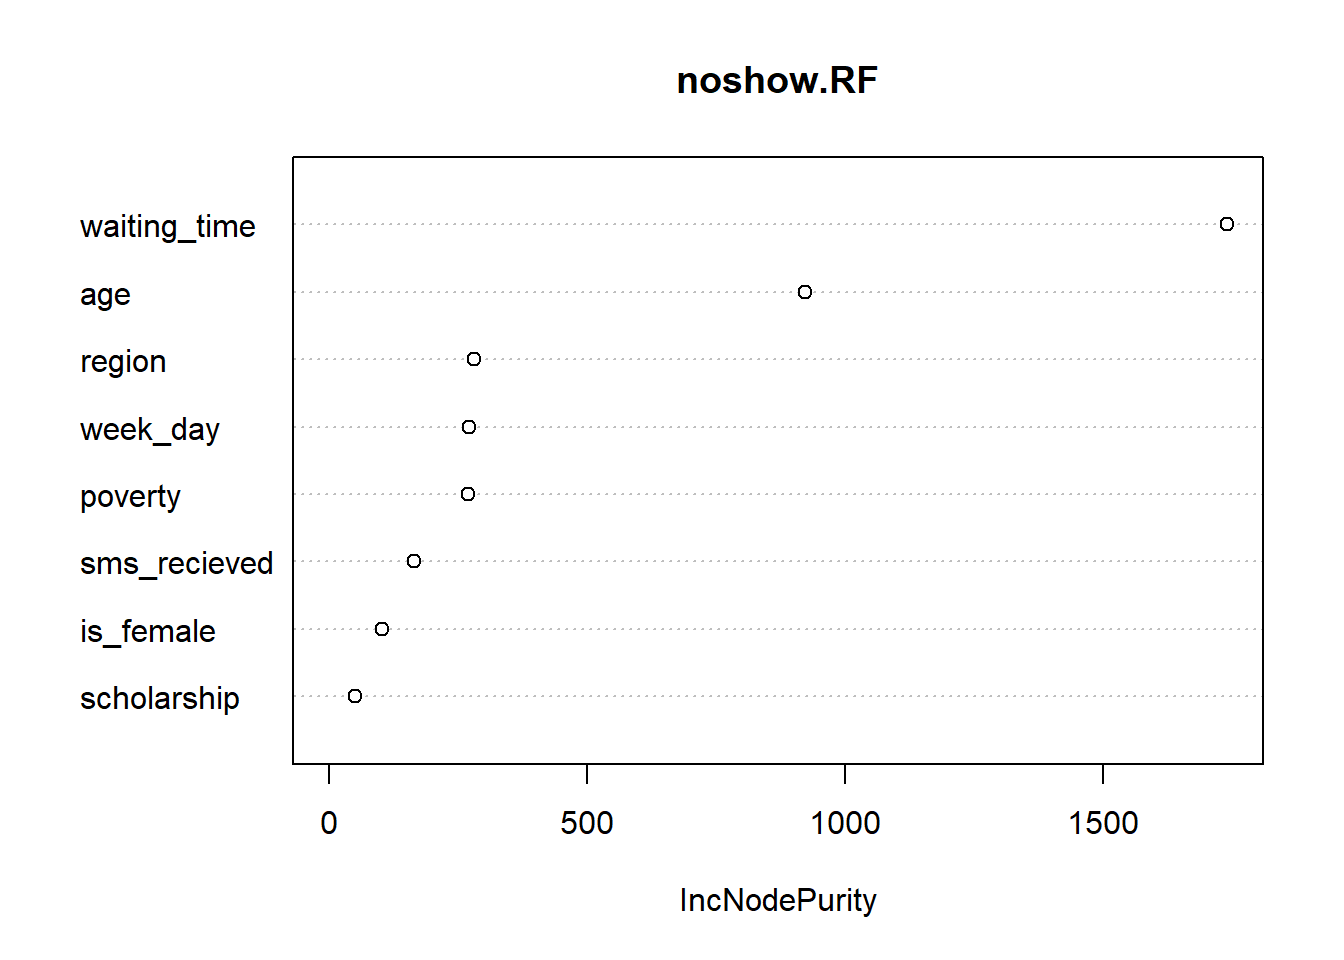 noshow.RF
waiting_time
age
region
week_day
poverty
sms_recieved
is_female
scholarship
0 500 1000 1500
IncNodePurity